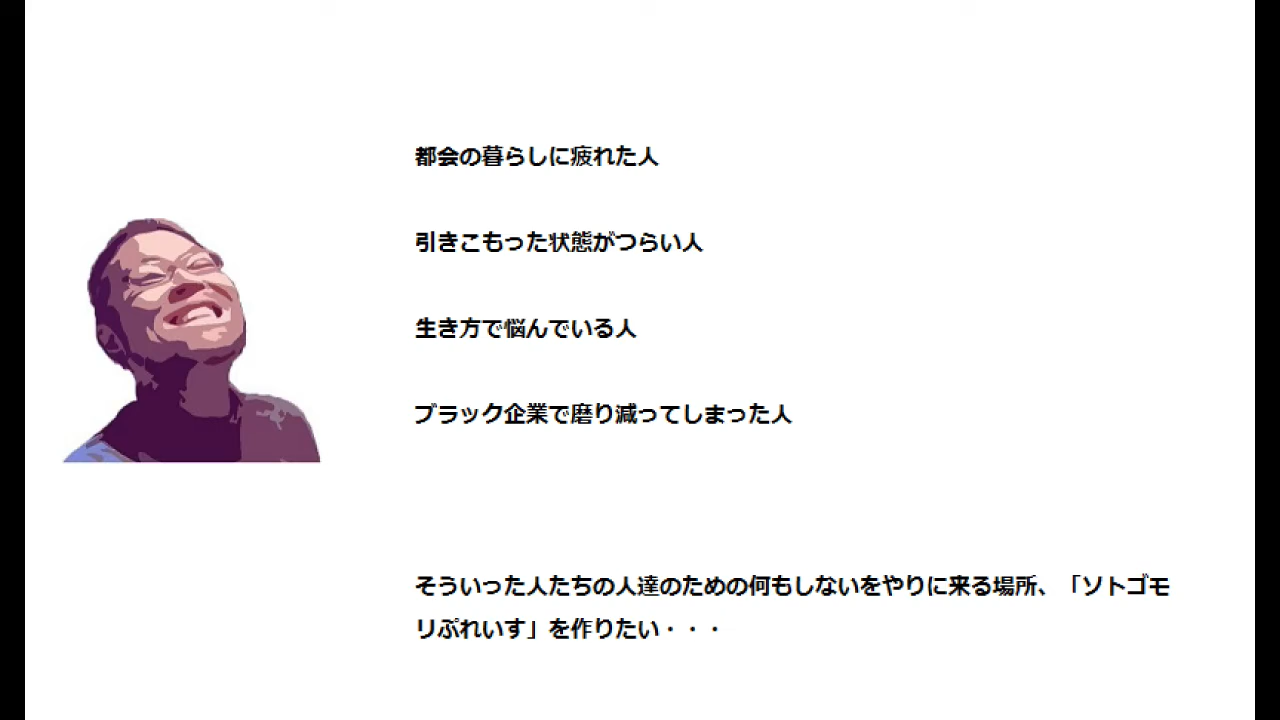 都会の暮らしに疲れた人
引きこもった状態がつらい人
生き方で悩んでいる人
ブラック企業で磨り減ってしまった人
そういった人たちの人達のための何もしないをやりに来る場所、「ソトゴモ
リぷれいす」を作りたい・・・